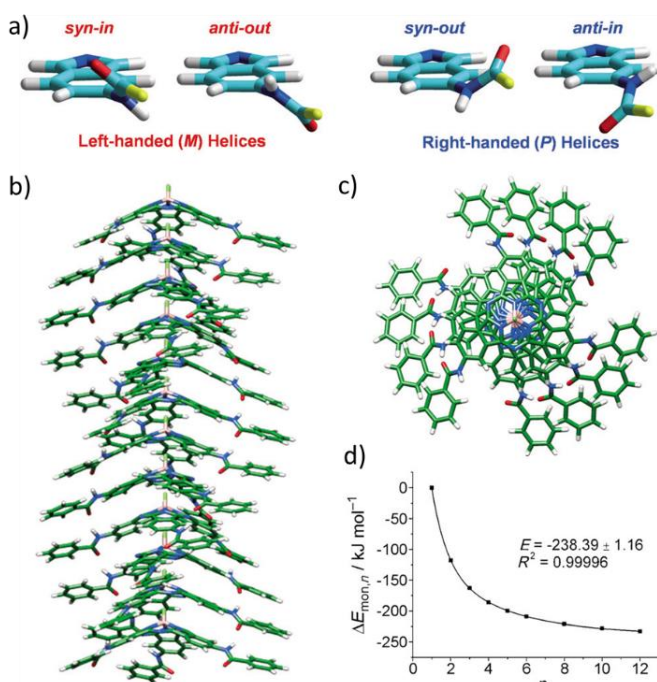 a)
syn-in anti-out syn-out anti-in
Left-handed (M) Helices Right-handed (P) Helices
b)
c)
d)
0
-50
-100
-150
-200
-250
ΔEmon,n / kJ mol⁻¹
E = -238.39 ± 1.16
R² = 0.99996
0 2 4 6 8 10 12